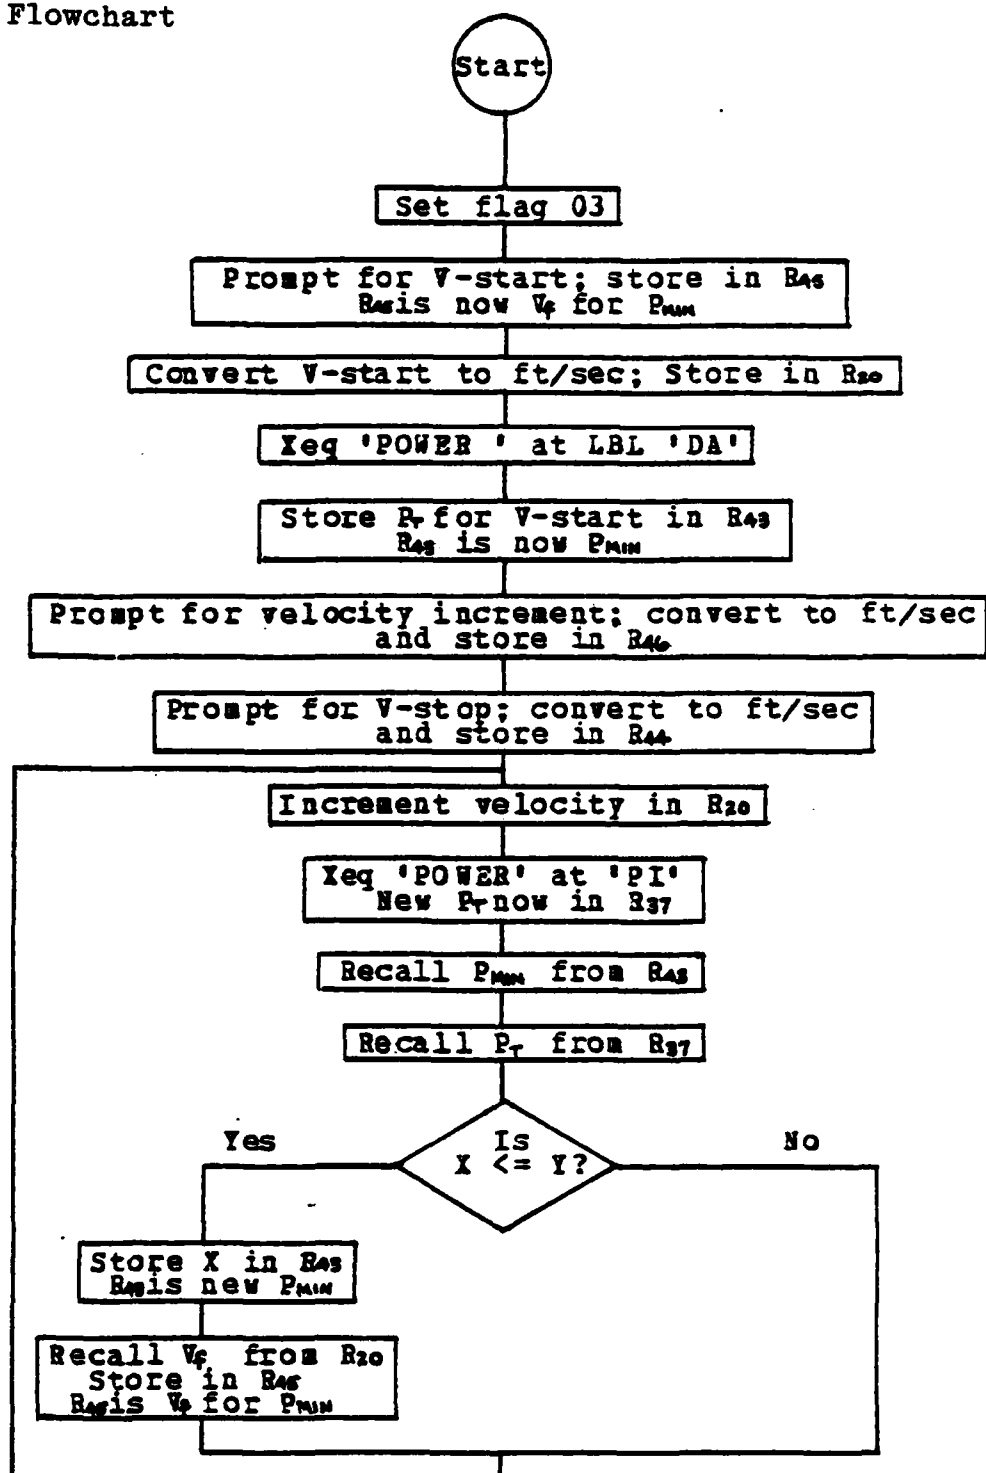 Flowchart
Start
Set flag 03
Prompt for V-start; store in R45
R45 is now Vf for PMIN
Convert V-start to ft/sec; Store in R20
Xeq 'POWER ' at LBL 'DA'
Store PT for V-start in R43
R43 is now PMIN
Prompt for velocity increment; convert to ft/sec
and store in R46
Prompt for V-stop; convert to ft/sec
and store in R44
Increment velocity in R20
Xeq 'POWER' at 'PI'
New PT now in R37
Recall PMIN from R43
Recall PT from R37
Is
X <= Y?
Yes
No
Store X in R43
R43 is new PMIN
Recall Vf from R20
Store in R45
R45 is Vf for PMIN